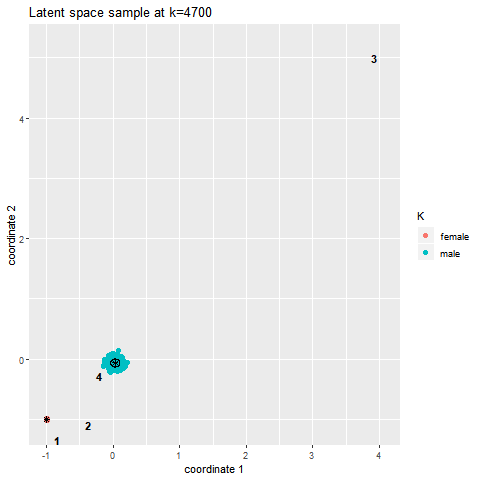 Latent space sample at k=4700
3
4
2
0
4
2
1
-1
0
1
2
3
4
coordinate 1
coordinate 2
K
female
male